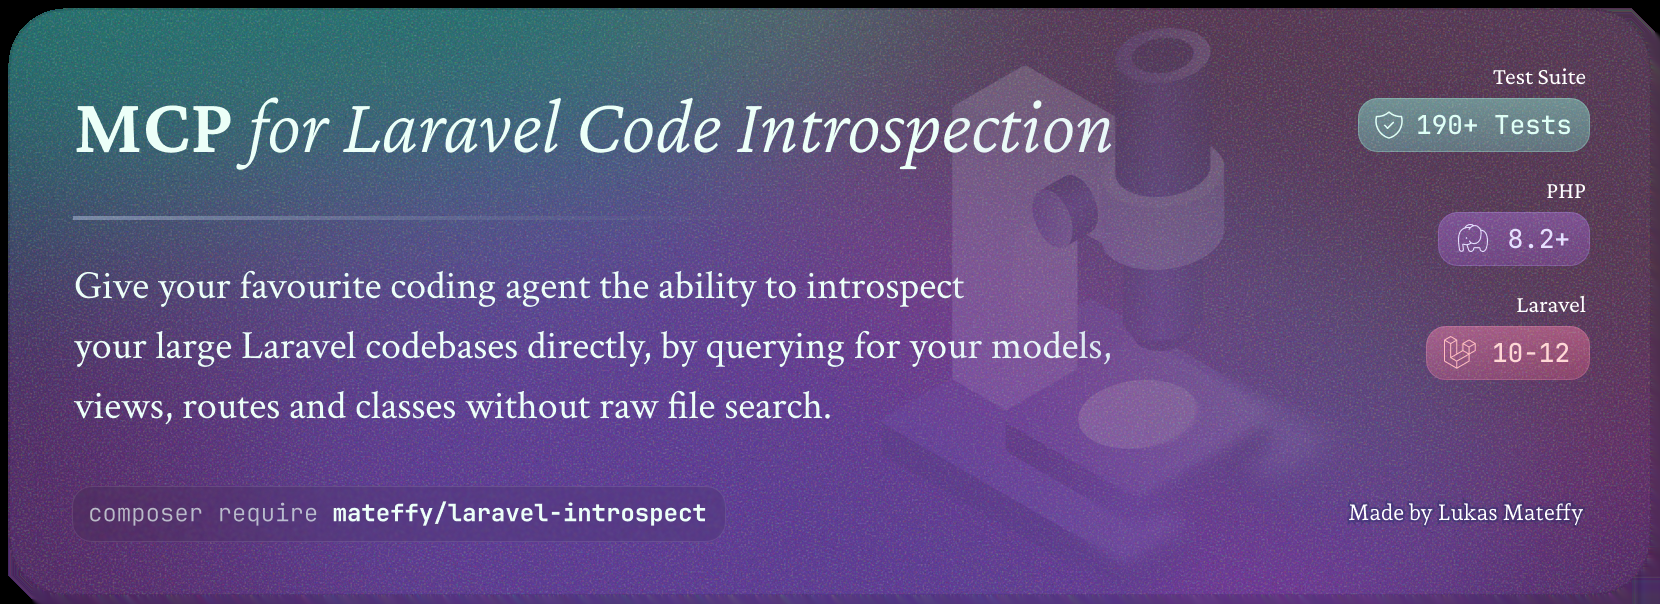 MCP for Laravel Code Introspection
Give your favourite coding agent the ability to introspect
your large Laravel codebases directly, by querying for your models,
views, routes and classes without raw file search.
composer require mateffy/laravel-introspect
Test Suite
190+ Tests
PHP
8.2+
Laravel
10-12
Made by Lukas Mateffy